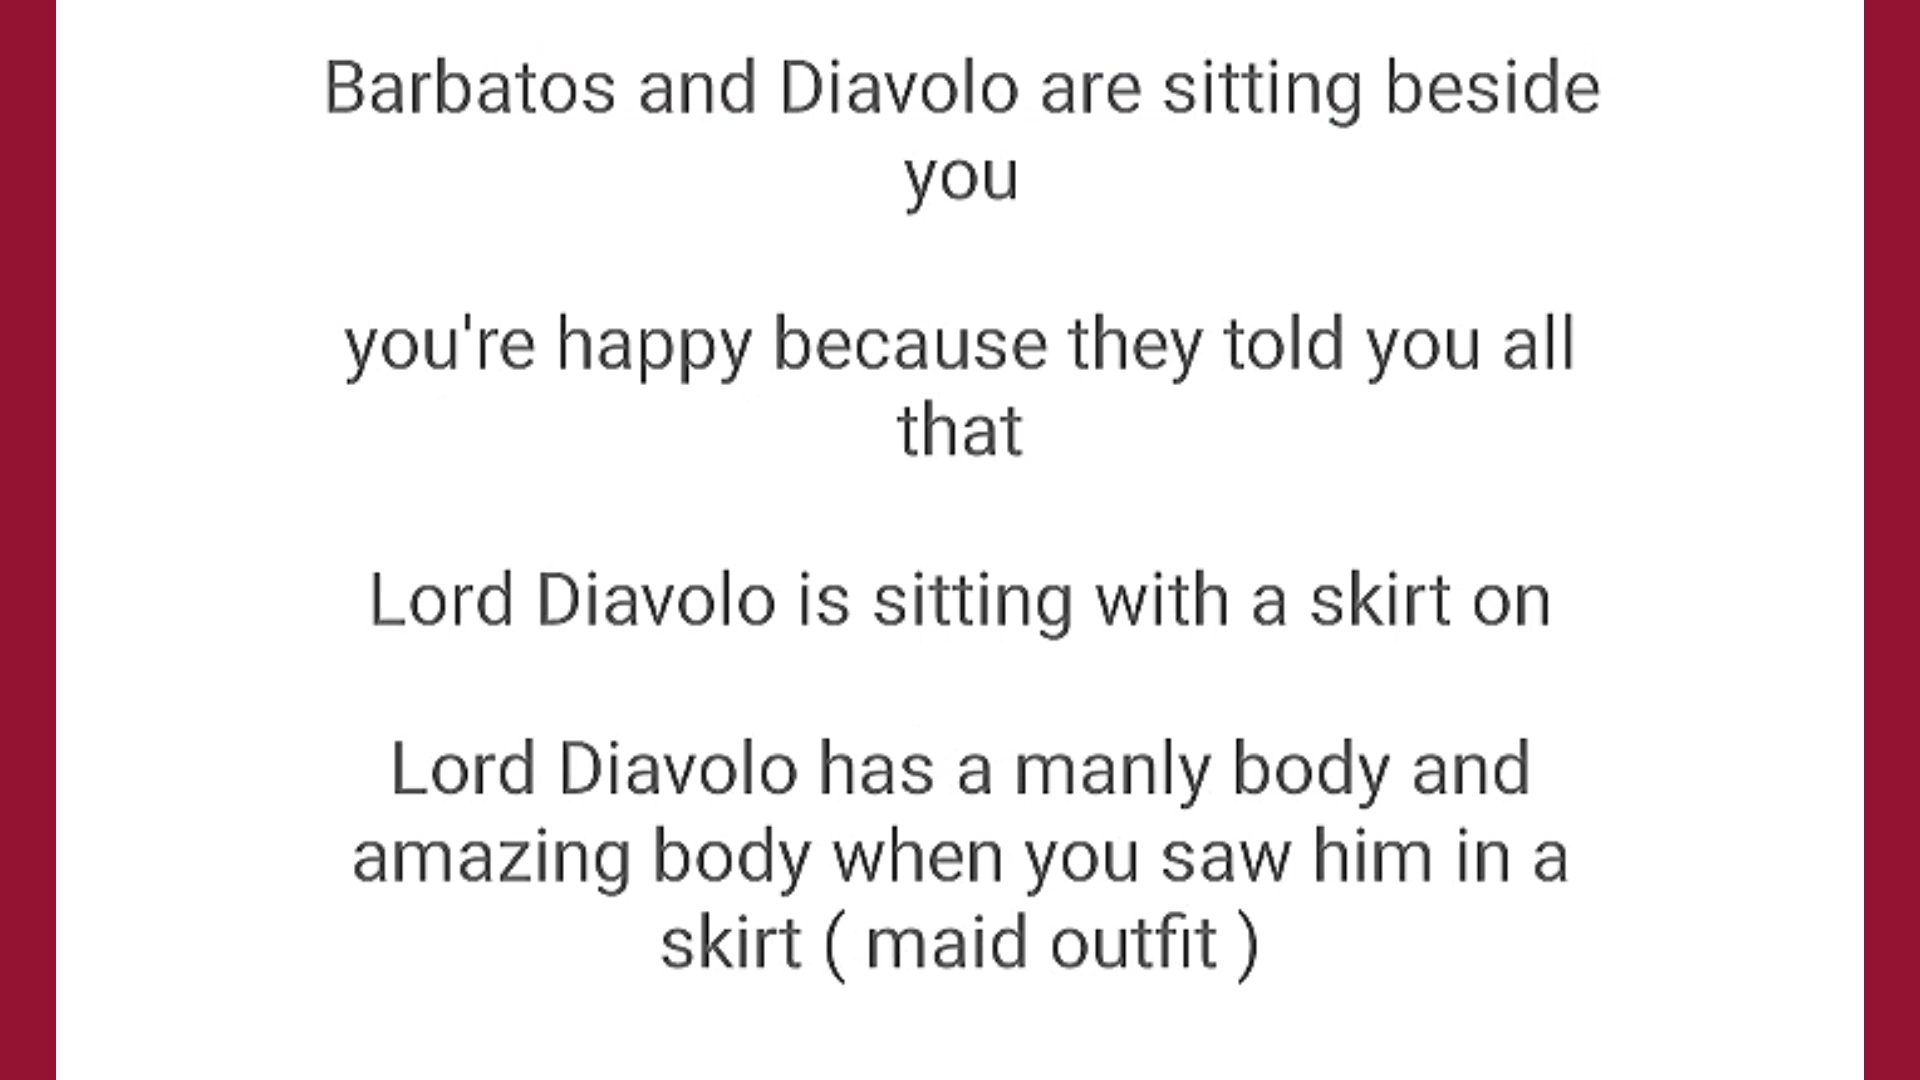 Barbatos and Diavolo are sitting beside
you
you're happy because they told you all
that
Lord Diavolo is sitting with a skirt on
Lord Diavolo has a manly body and
amazing body when you saw him in a
skirt ( maid outfit )